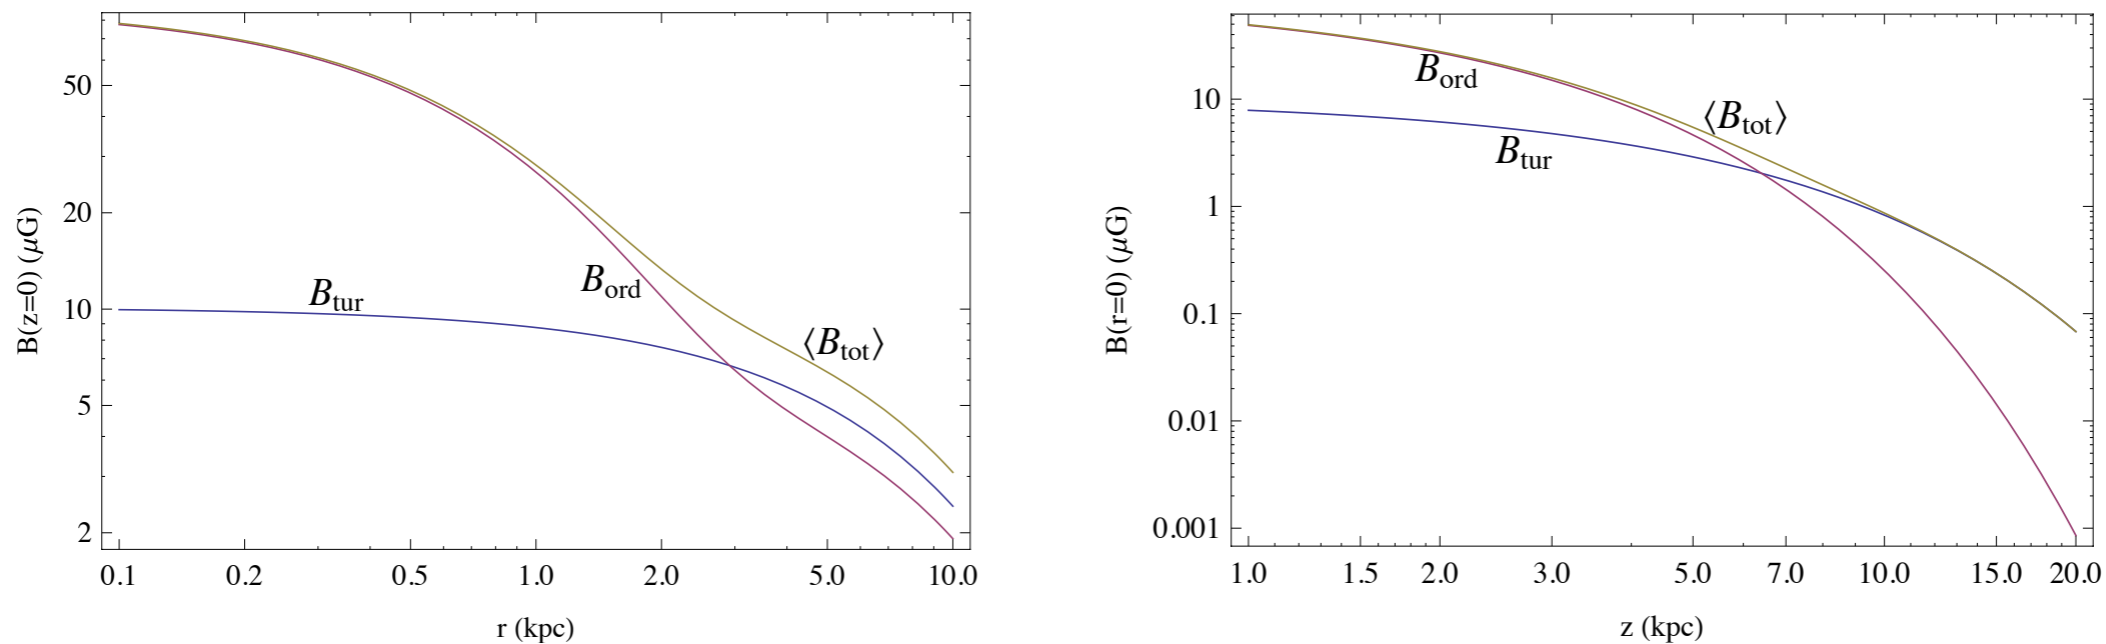 B(z=0) (μG)
50
20
10
5
2
B_tur
B_ord
⟨B_tot⟩
0.1 0.2 0.5 1.0 2.0 5.0 10.0
r (kpc)
B(r=0) (μG)
10
1
0.1
0.01
0.001
B_ord
⟨B_tot⟩
B_tur
1.0 1.5 2.0 3.0 5.0 7.0 10.0 15.0 20.0
z (kpc)